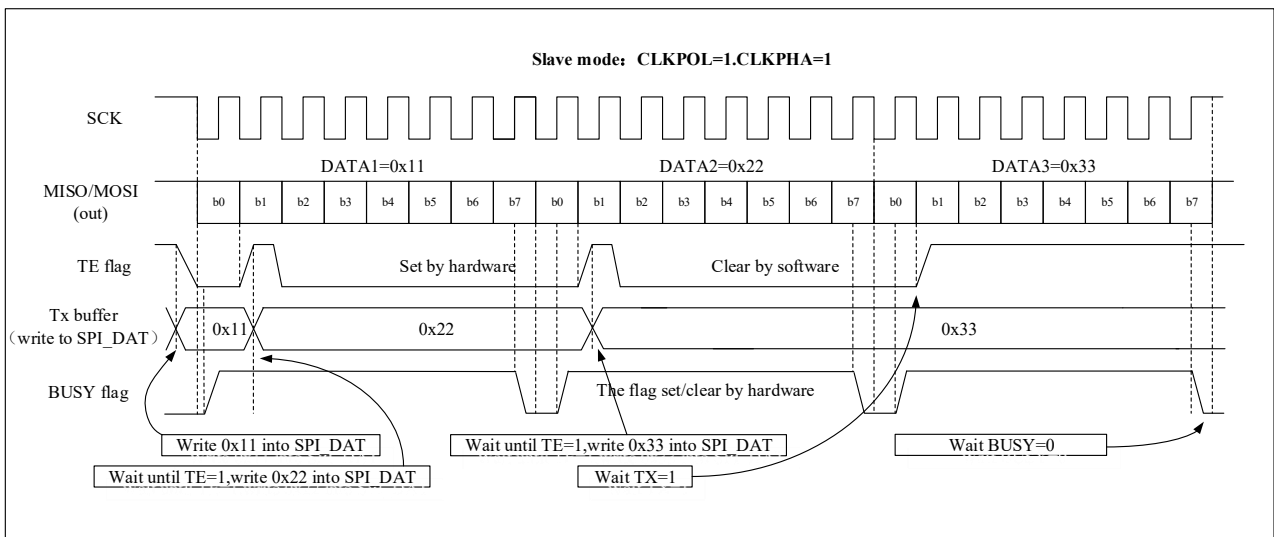 Slave mode：CLKPOL=1.CLKPHA=1
SCK
DATA1=0x11 DATA2=0x22 DATA3=0x33
MISO/MOSI
(out)
b0 b1 b2 b3 b4 b5 b6 b7 b0 b1 b2 b3 b4 b5 b6 b7 b0 b1 b2 b3 b4 b5 b6 b7
TE flag Set by hardware Clear by software
Tx buffer
（write to SPI_DAT）
0x11 0x22 0x33
BUSY flag The flag set/clear by hardware
Write 0x11 into SPI_DAT Wait until TE=1,write 0x33 into SPI_DAT Wait BUSY=0
Wait until TE=1,write 0x22 into SPI_DAT Wait TX=1